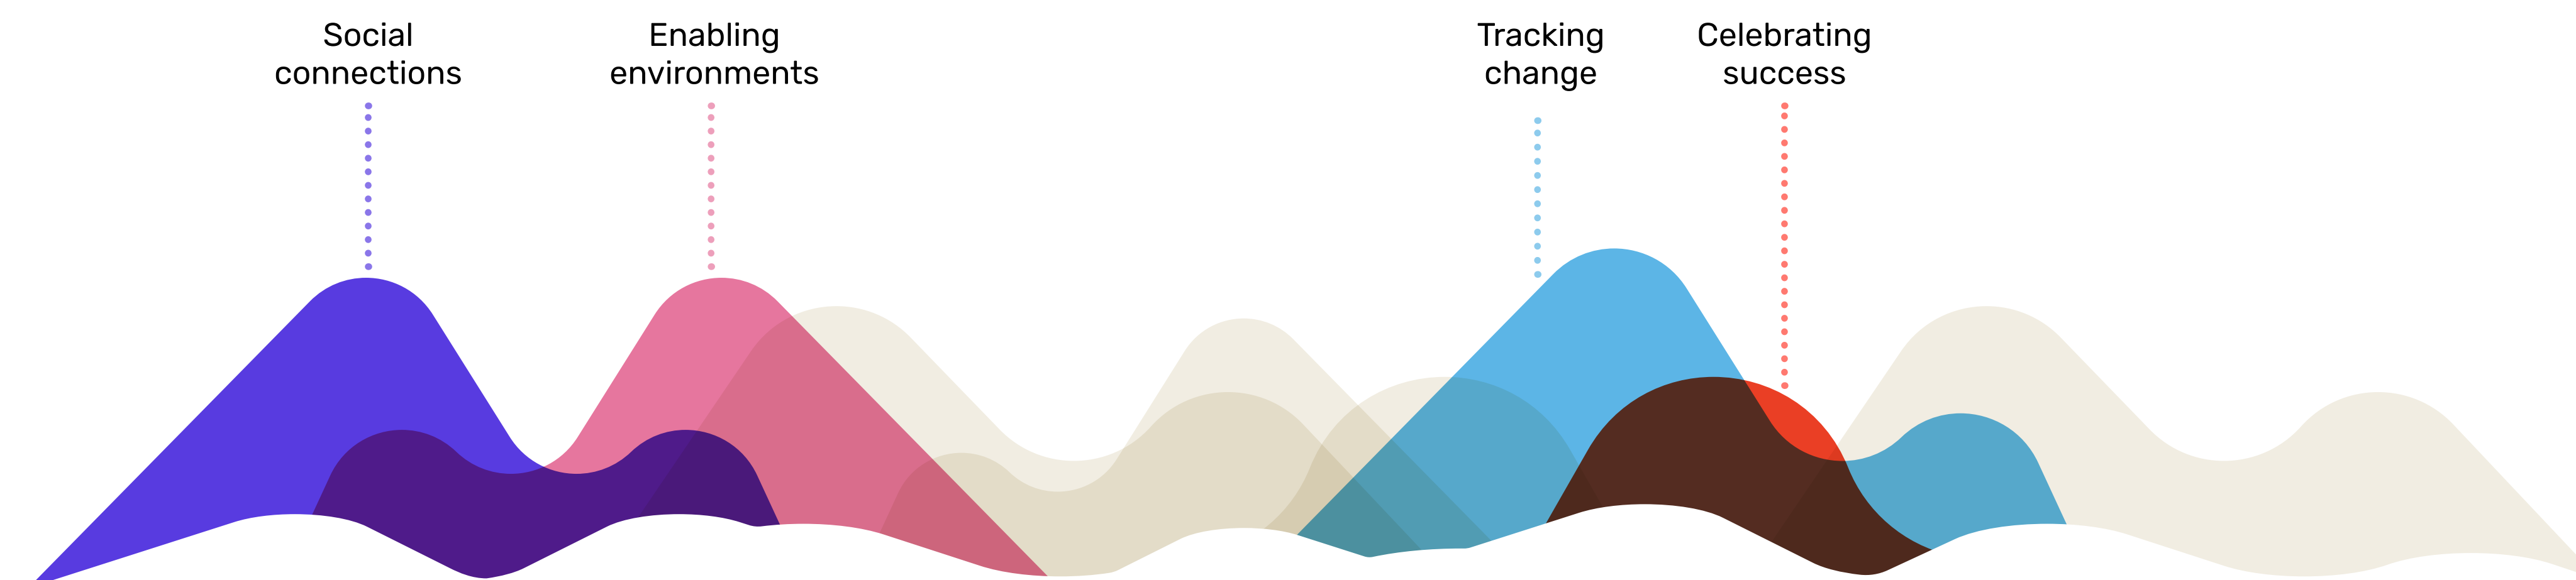 Social
connections
Enabling
environments
Tracking
change
Celebrating
success